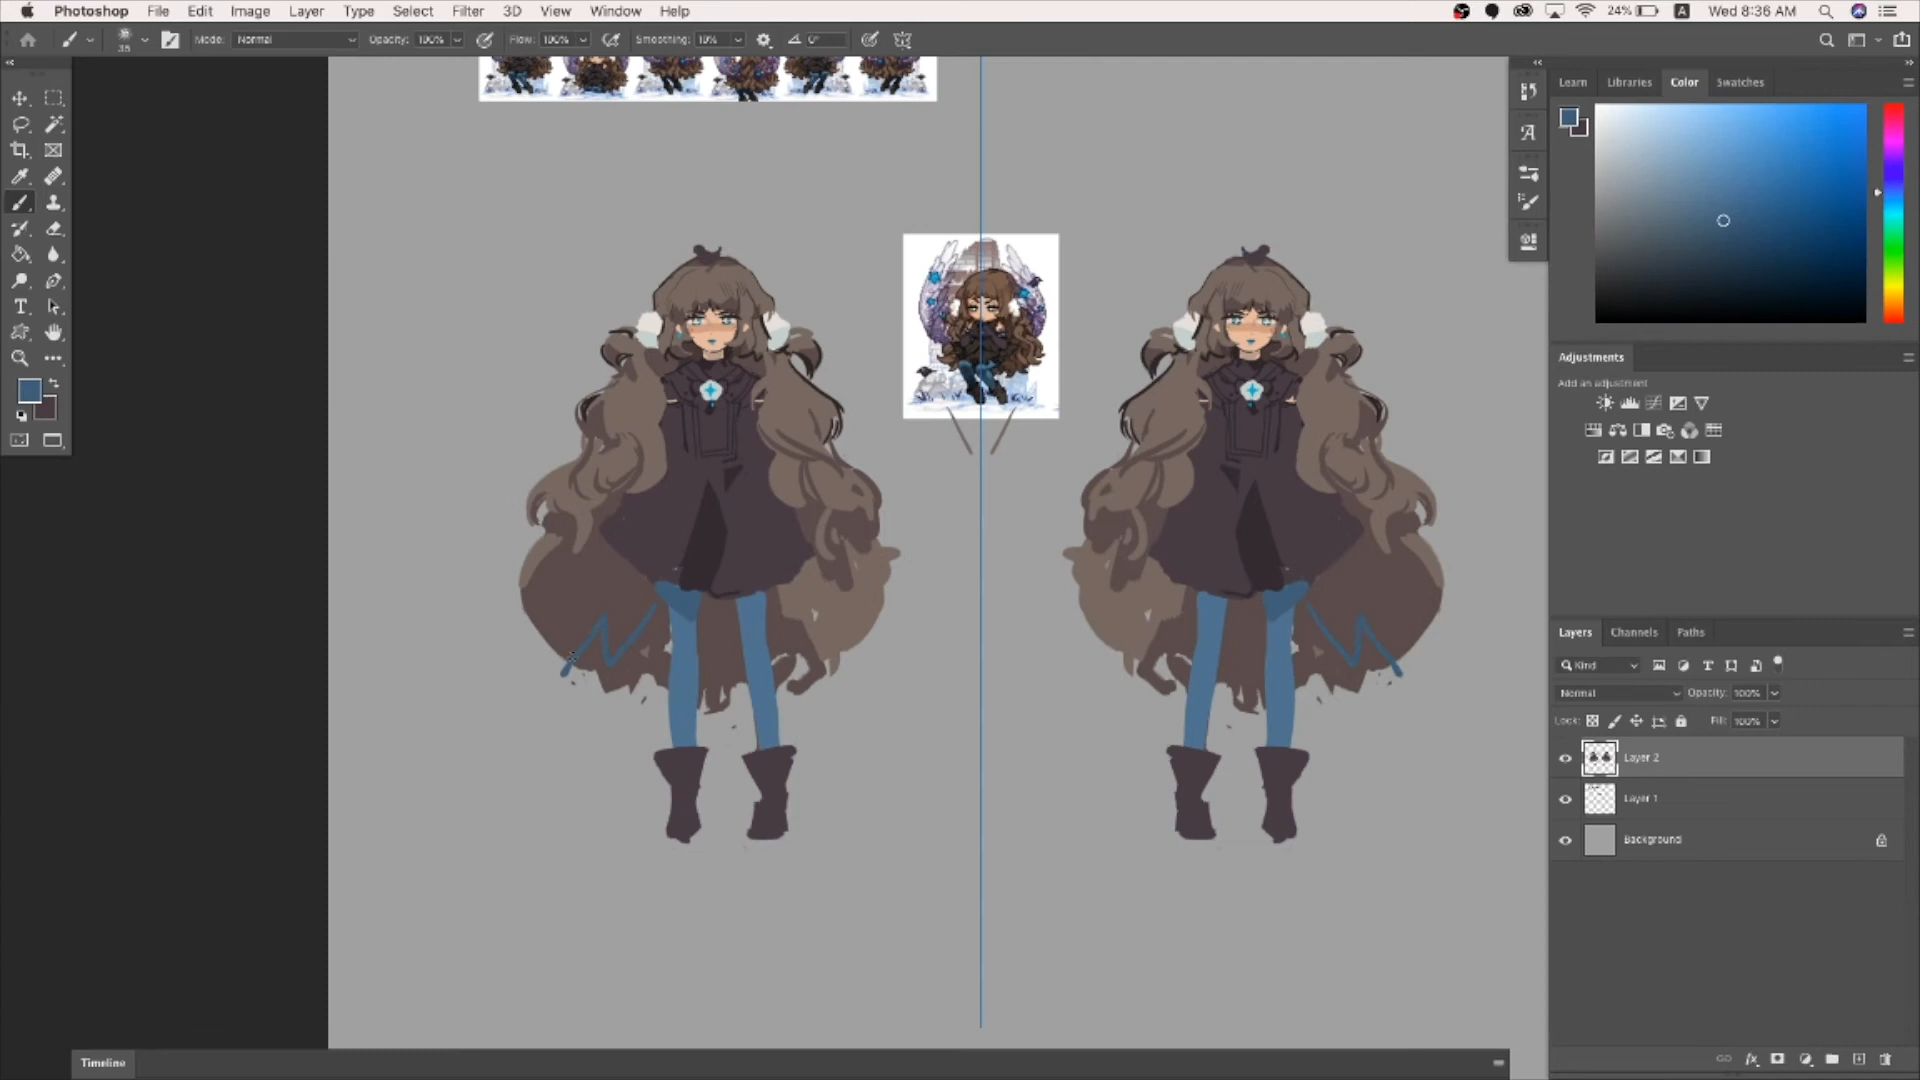 Photoshop File Edit Image Layer Type Select Filter 3D View Window Help 24% A Wed 8:36 AM
35 Mode: Normal Opacity: 100% Flow: 100% Smoothing: 10% 0°
Learn Libraries Color Swatches
Adjustments
Add an adjustment
Layers Channels Paths
Kind
Normal Opacity: 100%
Lock: Fill: 100%
Layer 2
Layer 1
Background
Timeline